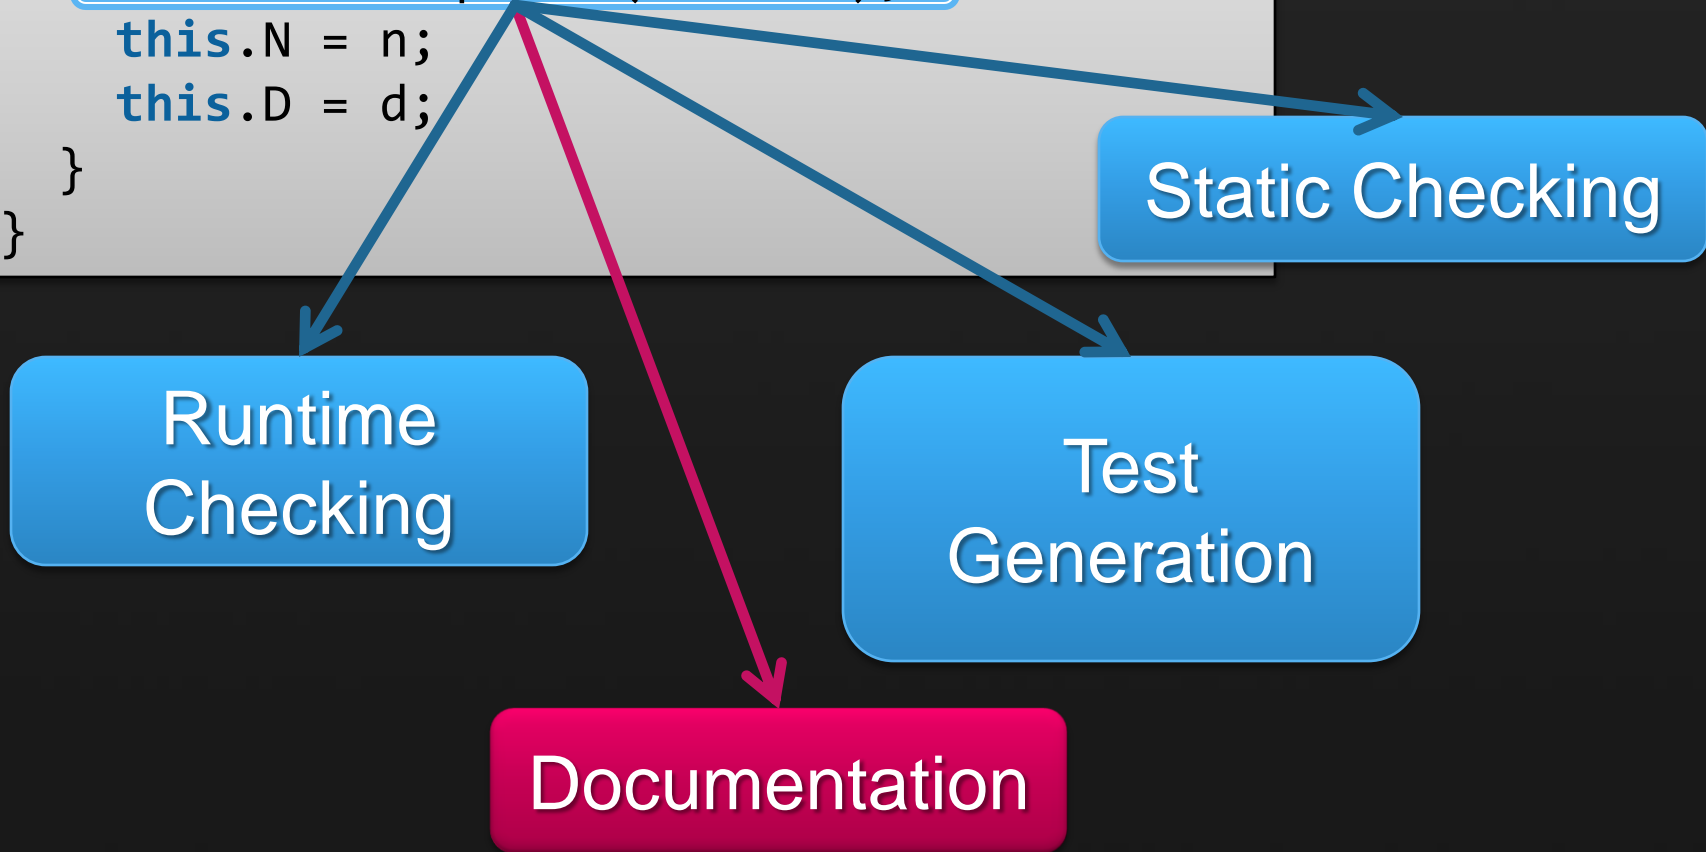 this.N = n;
this.D = d;
}
}
Static Checking
Runtime
Checking
Test
Generation
Documentation